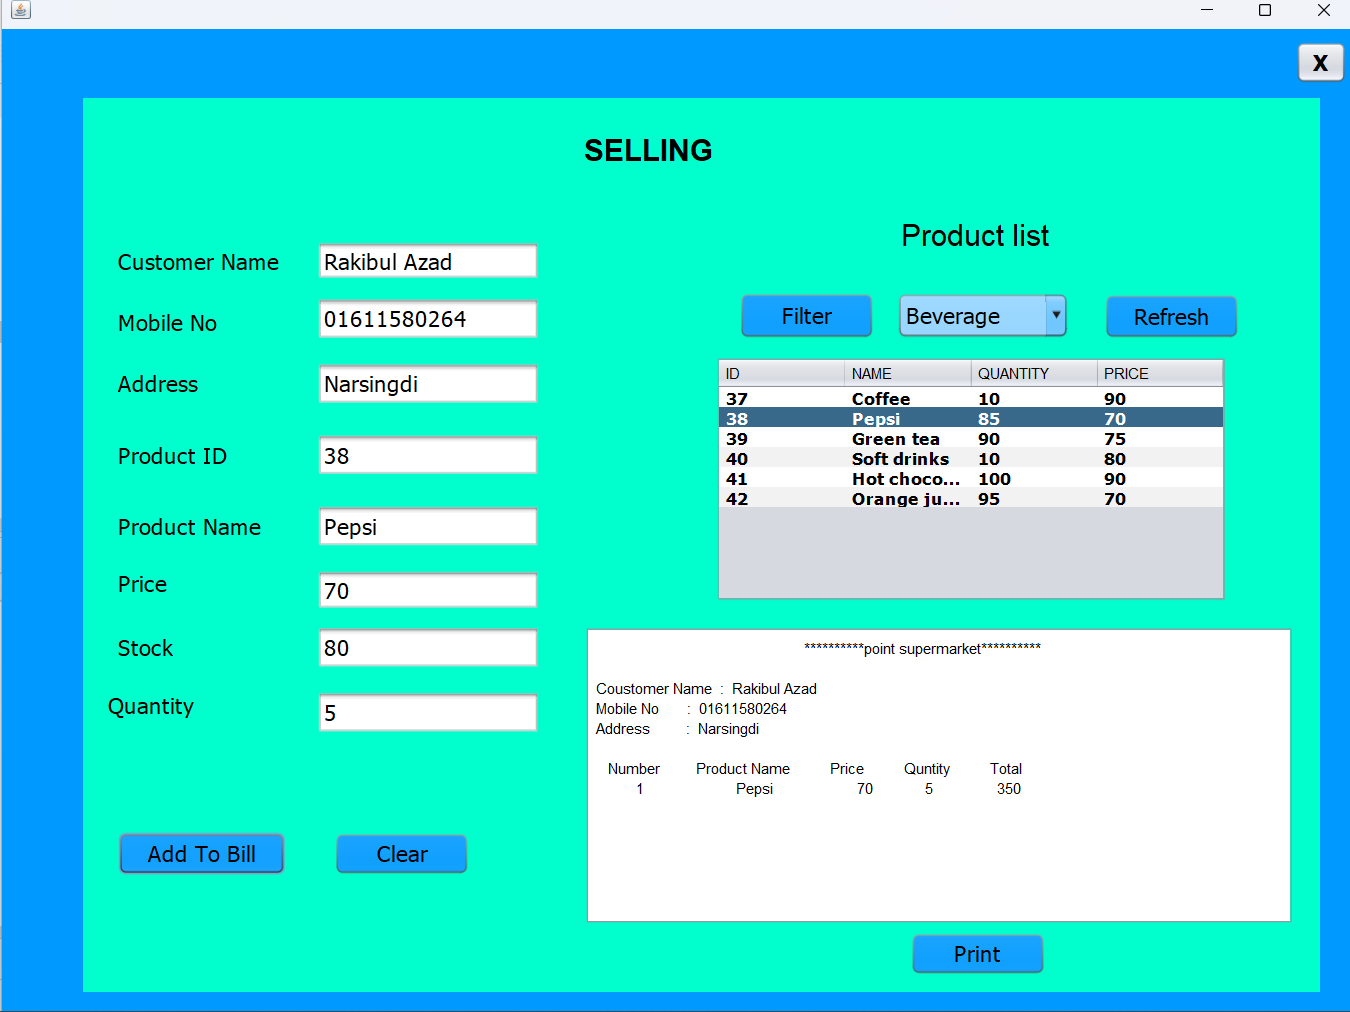 X
SELLING
Customer Name Rakibul Azad
Mobile No 01611580264
Address Narsingdi
Product ID 38
Product Name Pepsi
Price 70
Stock 80
Quantity 5
Add To Bill Clear
Product list
Filter Beverage Refresh
ID NAME QUANTITY PRICE
37 Coffee 10 90
38 Pepsi 85 70
39 Green tea 90 75
40 Soft drinks 10 80
41 Hot choco... 100 90
42 Orange ju... 95 70
**********point supermarket**********
Coustomer Name : Rakibul Azad
Mobile No : 01611580264
Address : Narsingdi
Number Product Name Price Quntity Total
1 Pepsi 70 5 350
Print